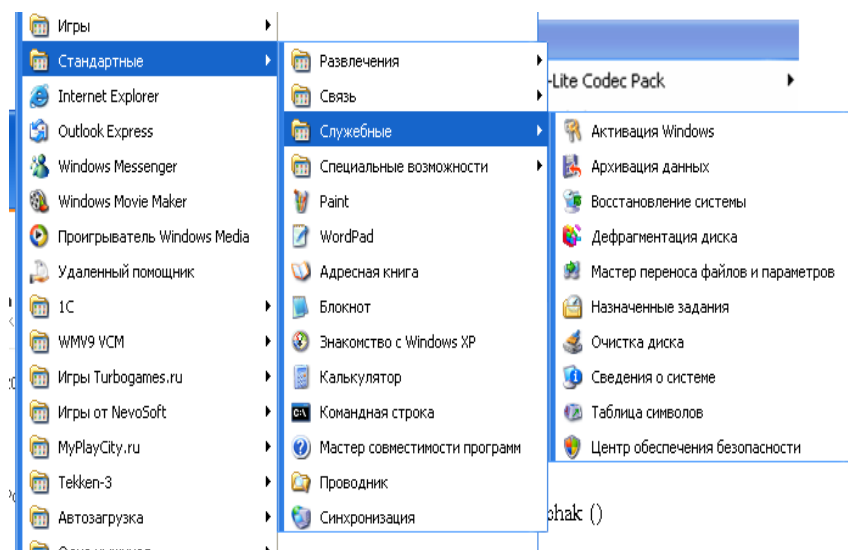 Игры
Стандартные
Internet Explorer
Outlook Express
Windows Messenger
Windows Movie Maker
Проигрыватель Windows Media
Удаленный помощник
1C
WMV9 VCM
Игры Turbogames.ru
Игры от NevoSoft
MyPlayCity.ru
Tekken-3
Автозагрузка
Развлечения
Связь
Служебные
Специальные возможности
Paint
WordPad
Адресная книга
Блокнот
Знакомство с Windows XP
Калькулятор
Командная строка
Мастер совместимости программ
Проводник
Синхронизация
-Lite Codec Pack
Активация Windows
Архивация данных
Восстановление системы
Дефрагментация диска
Мастер переноса файлов и параметров
Назначенные задания
Очистка диска
Сведения о системе
Таблица символов
Центр обеспечения безопасности
phak ()